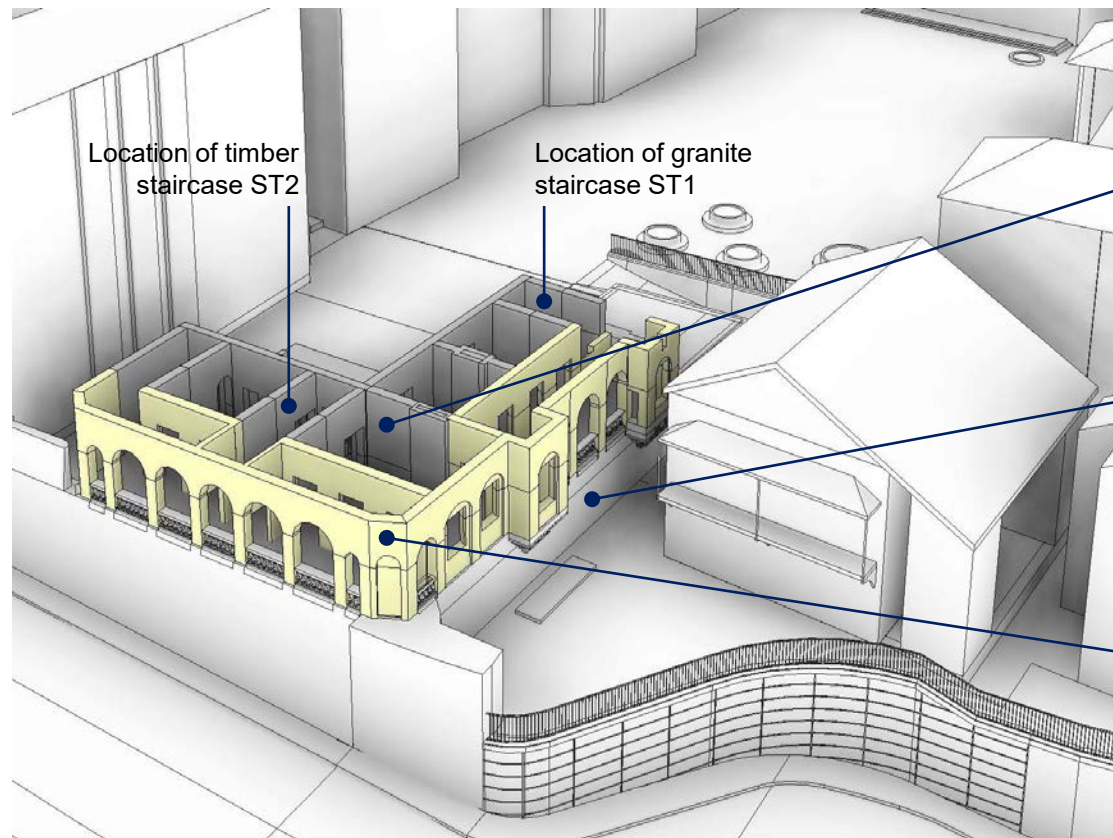 Location of timber
staircase ST2
Location of granite
staircase ST1